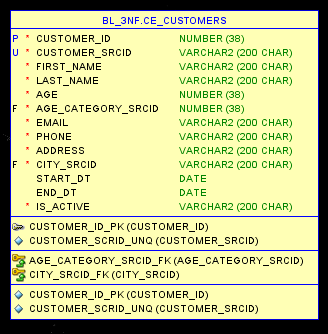 BL_3NF.CE_CUSTOMERS
P * CUSTOMER_ID NUMBER (38)
U * CUSTOMER_SRCID VARCHAR2 (200 CHAR)
* FIRST_NAME VARCHAR2 (200 CHAR)
* LAST_NAME VARCHAR2 (200 CHAR)
* AGE NUMBER (38)
F * AGE_CATEGORY_SRCID NUMBER (38)
* EMAIL VARCHAR2 (200 CHAR)
* PHONE VARCHAR2 (200 CHAR)
* ADDRESS VARCHAR2 (200 CHAR)
F * CITY_SRCID VARCHAR2 (200 CHAR)
START_DT DATE
END_DT DATE
* IS_ACTIVE VARCHAR2 (200 CHAR)
CUSTOMER_ID_PK (CUSTOMER_ID)
CUSTOMER_SCRID_UNQ (CUSTOMER_SRCID)
AGE_CATEGORY_SRCID_FK (AGE_CATEGORY_SRCID)
CITY_SRCID_FK (CITY_SRCID)
CUSTOMER_ID_PK (CUSTOMER_ID)
CUSTOMER_SCRID_UNQ (CUSTOMER_SRCID)